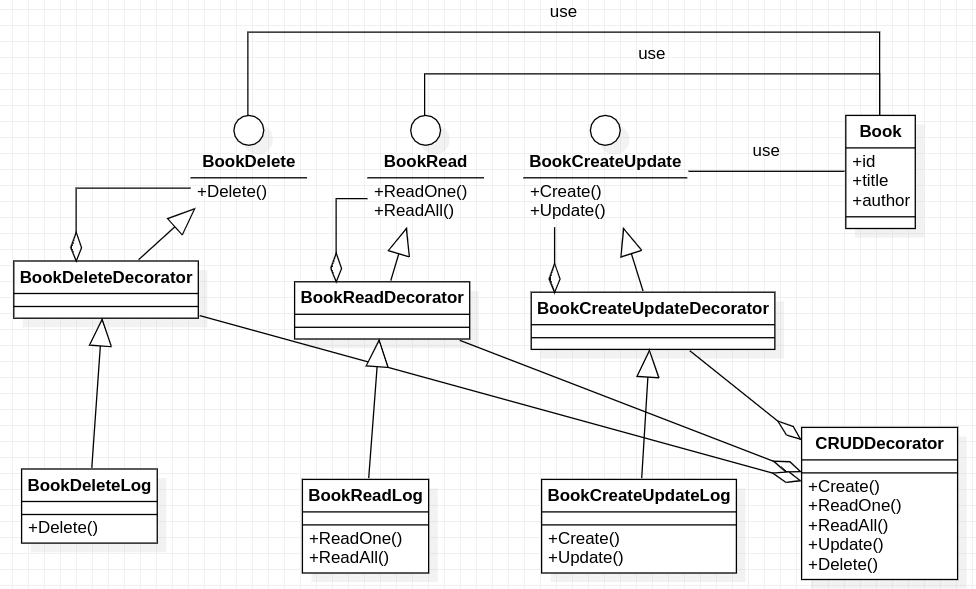 use
use
BookDelete
+Delete()
BookRead
+ReadOne()
+ReadAll()
BookCreateUpdate
+Create()
+Update()
use
Book
+id
+title
+author
BookDeleteDecorator
BookReadDecorator
BookCreateUpdateDecorator
BookDeleteLog
+Delete()
BookReadLog
+ReadOne()
+ReadAll()
BookCreateUpdateLog
+Create()
+Update()
CRUDDecorator
+Create()
+ReadOne()
+ReadAll()
+Update()
+Delete()